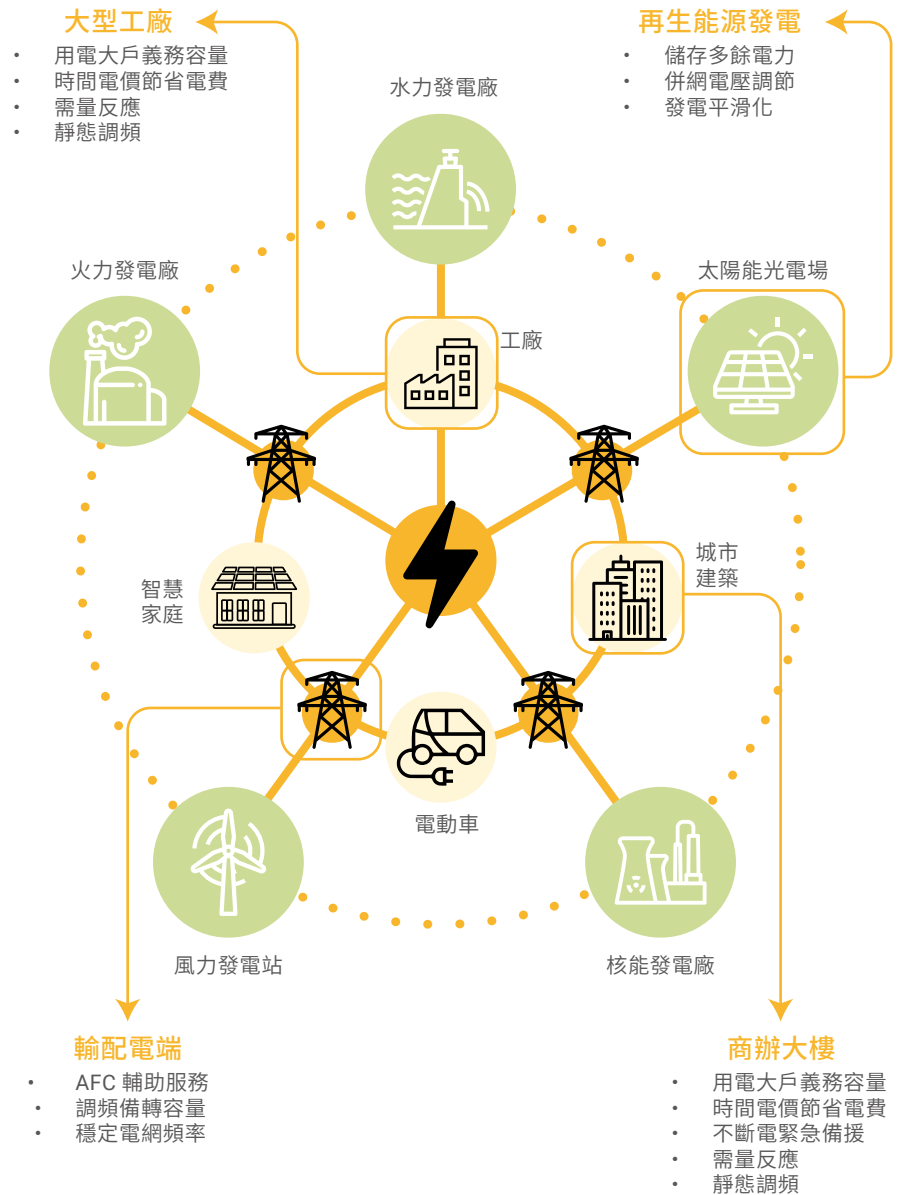 大型工廠
• 用電大戶義務容量
• 時間電價節省電費
• 需量反應
• 靜態調頻
再生能源發電
• 儲存多餘電力
• 併網電壓調節
• 發電平滑化
水力發電廠
火力發電廠
太陽能光電場
工廠
城市
建築
智慧
家庭
電動車
風力發電站
核能發電廠
輸配電端
• AFC 輔助服務
• 調頻備轉容量
• 穩定電網頻率
商辦大樓
• 用電大戶義務容量
• 時間電價節省電費
• 不斷電緊急備援
• 需量反應
• 靜態調頻